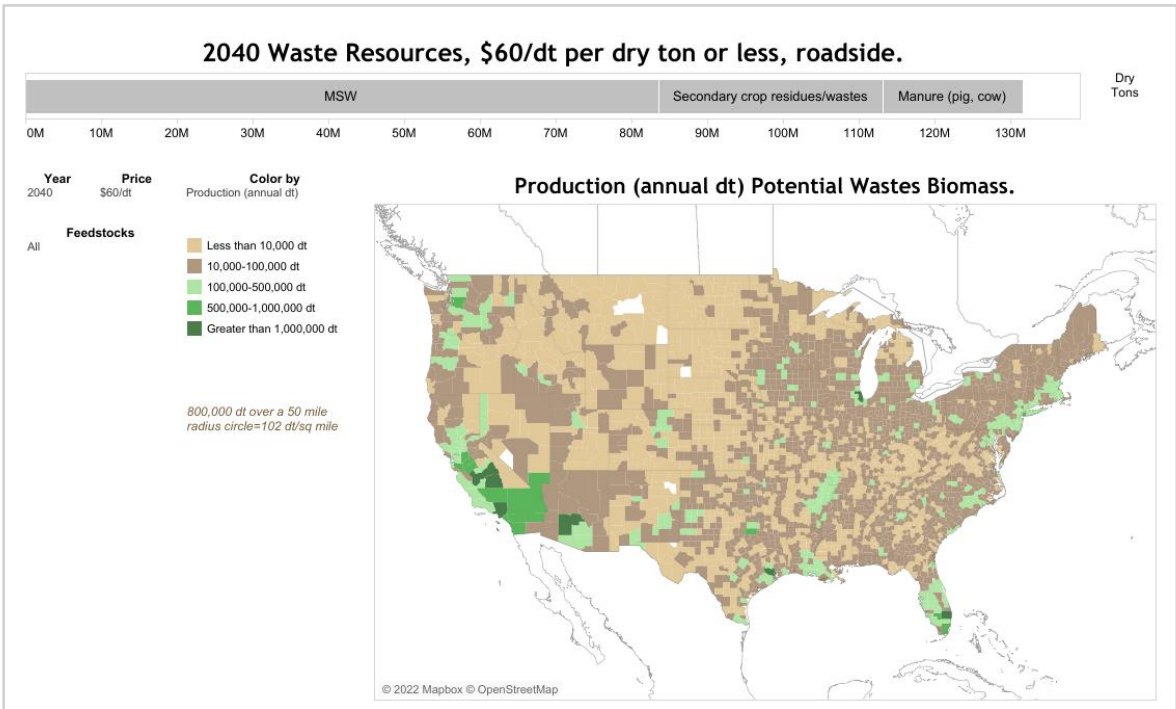 2040 Waste Resources, $60/dt per dry ton or less, roadside.
MSW
Secondary crop residues/wastes
Manure (pig, cow)
Dry
Tons
0M 10M 20M 30M 40M 50M 60M 70M 80M 90M 100M 110M 120M 130M
Year Price Color by
2040 $60/dt Production (annual dt)
Feedstocks
All
Less than 10,000 dt
10,000-100,000 dt
100,000-500,000 dt
500,000-1,000,000 dt
Greater than 1,000,000 dt
800,000 dt over a 50 mile
radius circle=102 dt/sq mile
Production (annual dt) Potential Wastes Biomass.
© 2022 Mapbox © OpenStreetMap